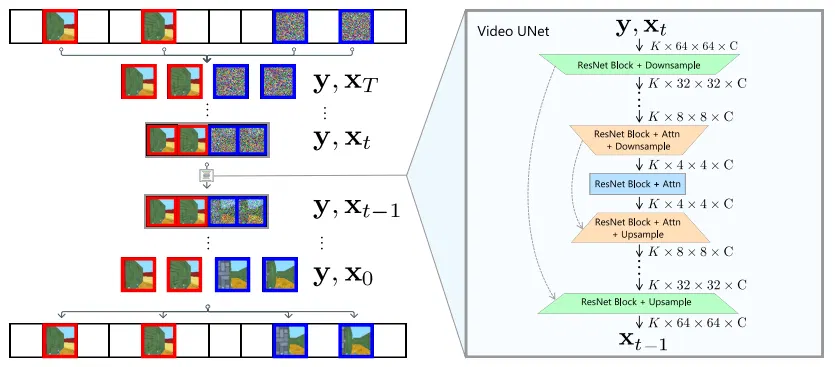 y, x_T
⋮ ⋮
y, x_t
y, x_{t−1}
⋮ ⋮
y, x_0
Video UNet
y, x_t
K × 64 × 64 × C
ResNet Block + Downsample
K × 32 × 32 × C
⋮
K × 8 × 8 × C
ResNet Block + Attn
+ Downsample
K × 4 × 4 × C
ResNet Block + Attn
K × 4 × 4 × C
ResNet Block + Attn
+ Upsample
K × 8 × 8 × C
⋮
K × 32 × 32 × C
ResNet Block + Upsample
K × 64 × 64 × C
x_{t−1}